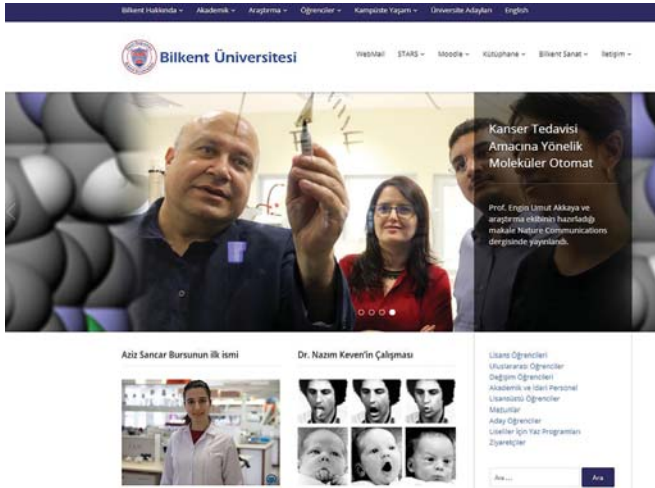 Bilkent Hakkında Akademik Araştırma Öğrenciler Kampüste Yaşam Üniversite Adayları English
Bilkent Üniversitesi
WebMail STARS Moodle Kütüphane Bilkent Sanat İletişim
Kanser Tedavisi
Amacına Yönelik
Moleküler Otomat
Prof. Engin Umut Akkaya ve
araştırma ekibinin hazırladığı
makale Nature Communications
dergisinde yayınlandı.
Aziz Sancar Bursunun ilk ismi
Dr. Nazım Keven'in Çalışması
Lisans Öğrencileri
Uluslararası Öğrenciler
Değişim Öğrencileri
Akademik ve İdari Personel
Lisansüstü Öğrenciler
Mezunlar
Aday Öğrenciler
Liseliler İçin Yaz Programları
Ziyaretçiler
Ara...
Ara